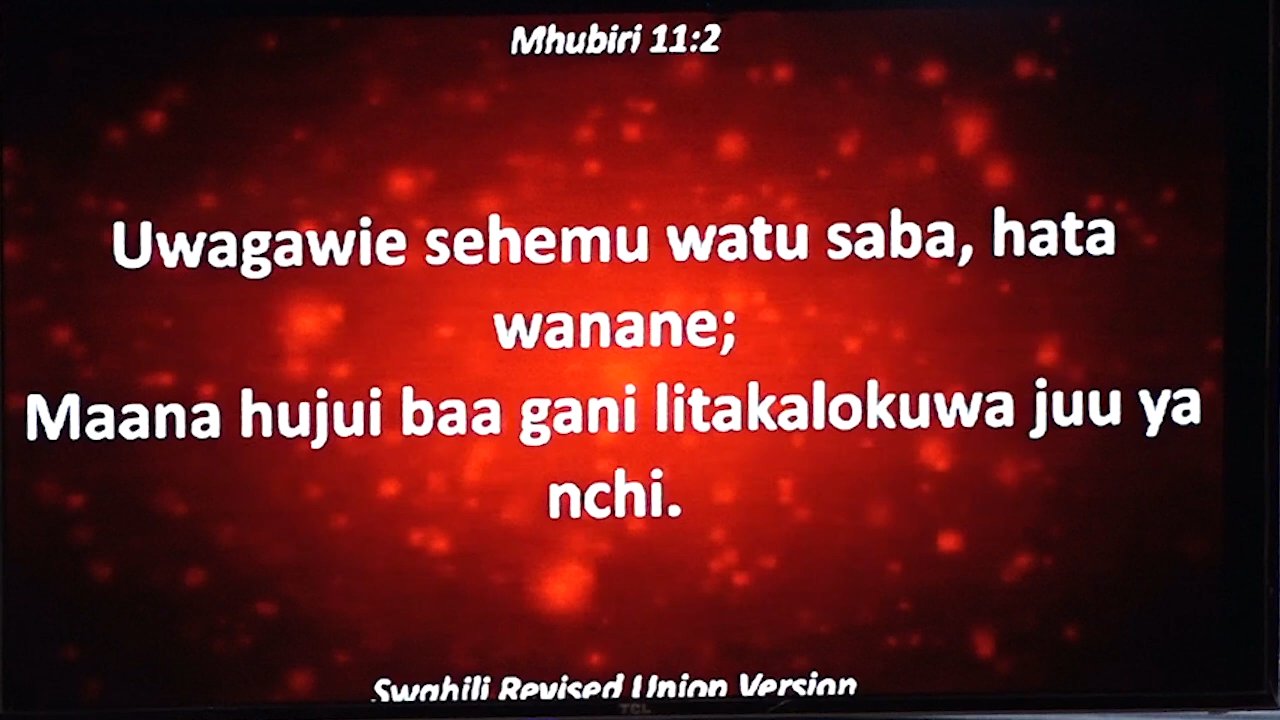 Mhubiri 11:2
Uwagawie sehemu watu saba, hata
wanane;
Maana hujui baa gani litakalokuwa juu ya
nchi.
Swahili Revised Union Version
TCL